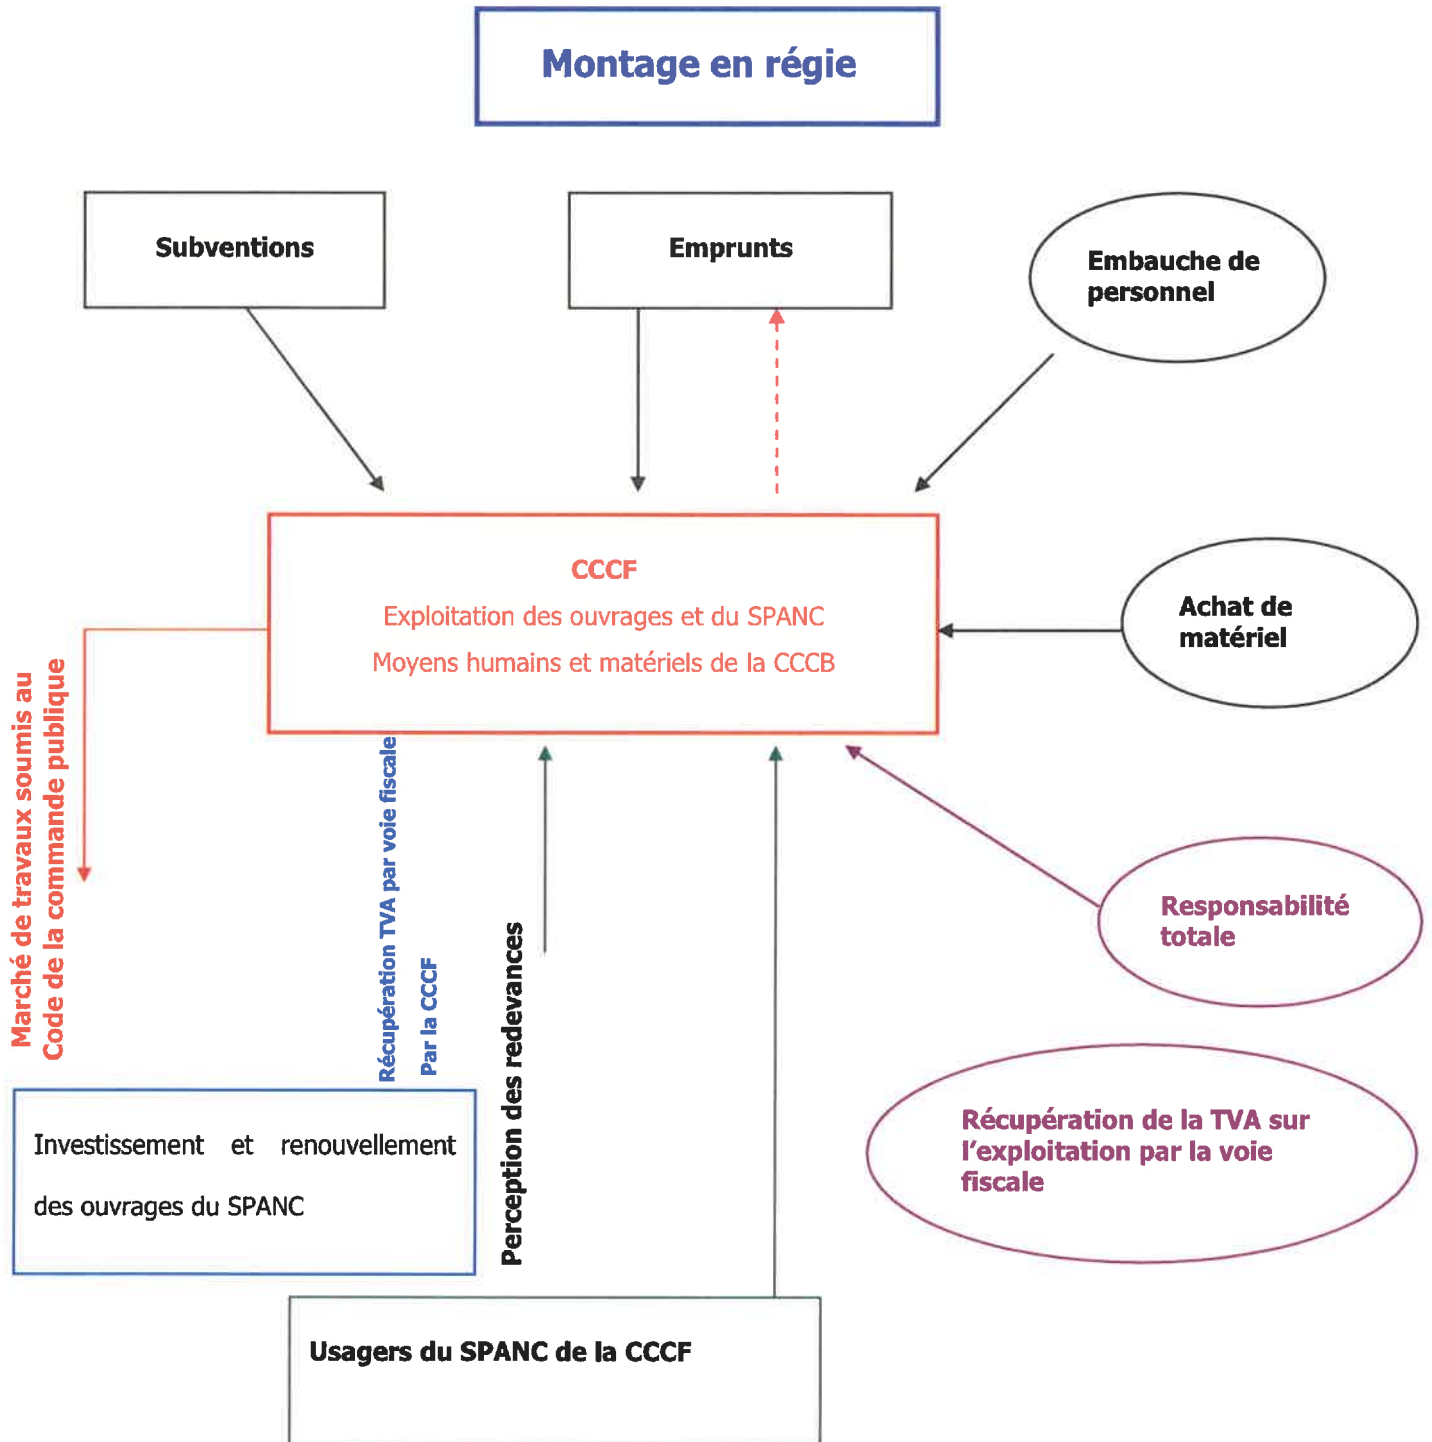 Montage en régie
Subventions
Emprunts
Embauche de
personnel
CCCF
Exploitation des ouvrages et du SPANC
Moyens humains et matériels de la CCCB
Achat de
matériel
Marché de travaux soumis au
Code de la commande publique
Récupération TVA par voie fiscale
Par la CCCF
Perception des redevances
Responsabilité
totale
Récupération de la TVA sur
l'exploitation par la voie
fiscale
Investissement et renouvellement
des ouvrages du SPANC
Usagers du SPANC de la CCCF